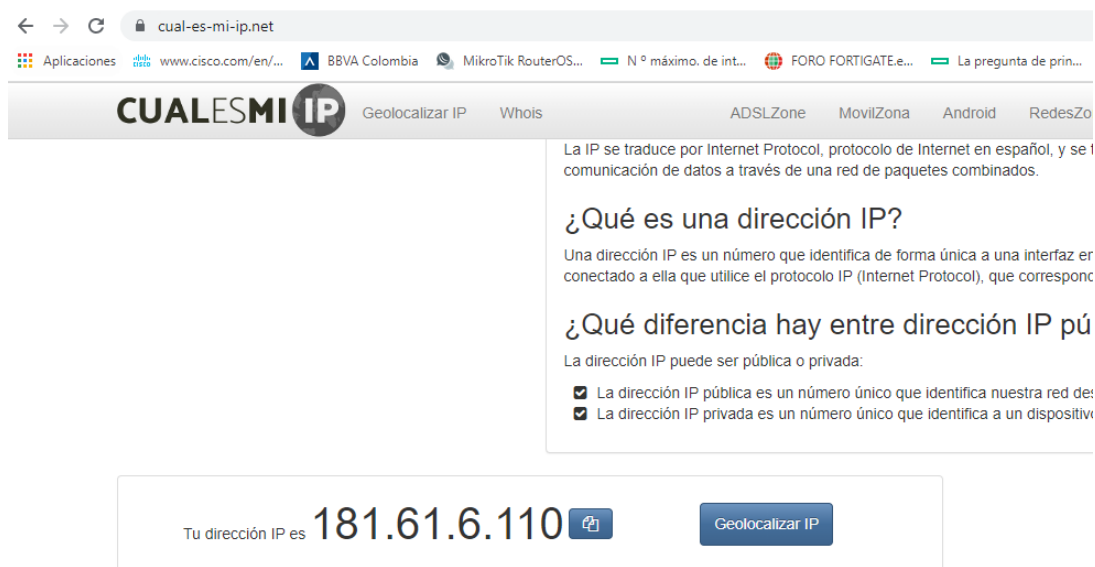 cual-es-mi-ip.net
Aplicaciones www.cisco.com/en/... BBVA Colombia MikroTik RouterOS... N º máximo. de int... FORO FORTIGATE.e... La pregunta de prin...
CUALESMI IP Geolocalizar IP Whois ADSLZone MovilZona Android RedesZo
La IP se traduce por Internet Protocol, protocolo de Internet en español, y se t
comunicación de datos a través de una red de paquetes combinados.
¿Qué es una dirección IP?
Una dirección IP es un número que identifica de forma única a una interfaz en
conectado a ella que utilice el protocolo IP (Internet Protocol), que correspond
¿Qué diferencia hay entre dirección IP pú
La dirección IP puede ser pública o privada:
La dirección IP pública es un número único que identifica nuestra red des
La dirección IP privada es un número único que identifica a un dispositivo
Tu dirección IP es 181.61.6.110 Geolocalizar IP